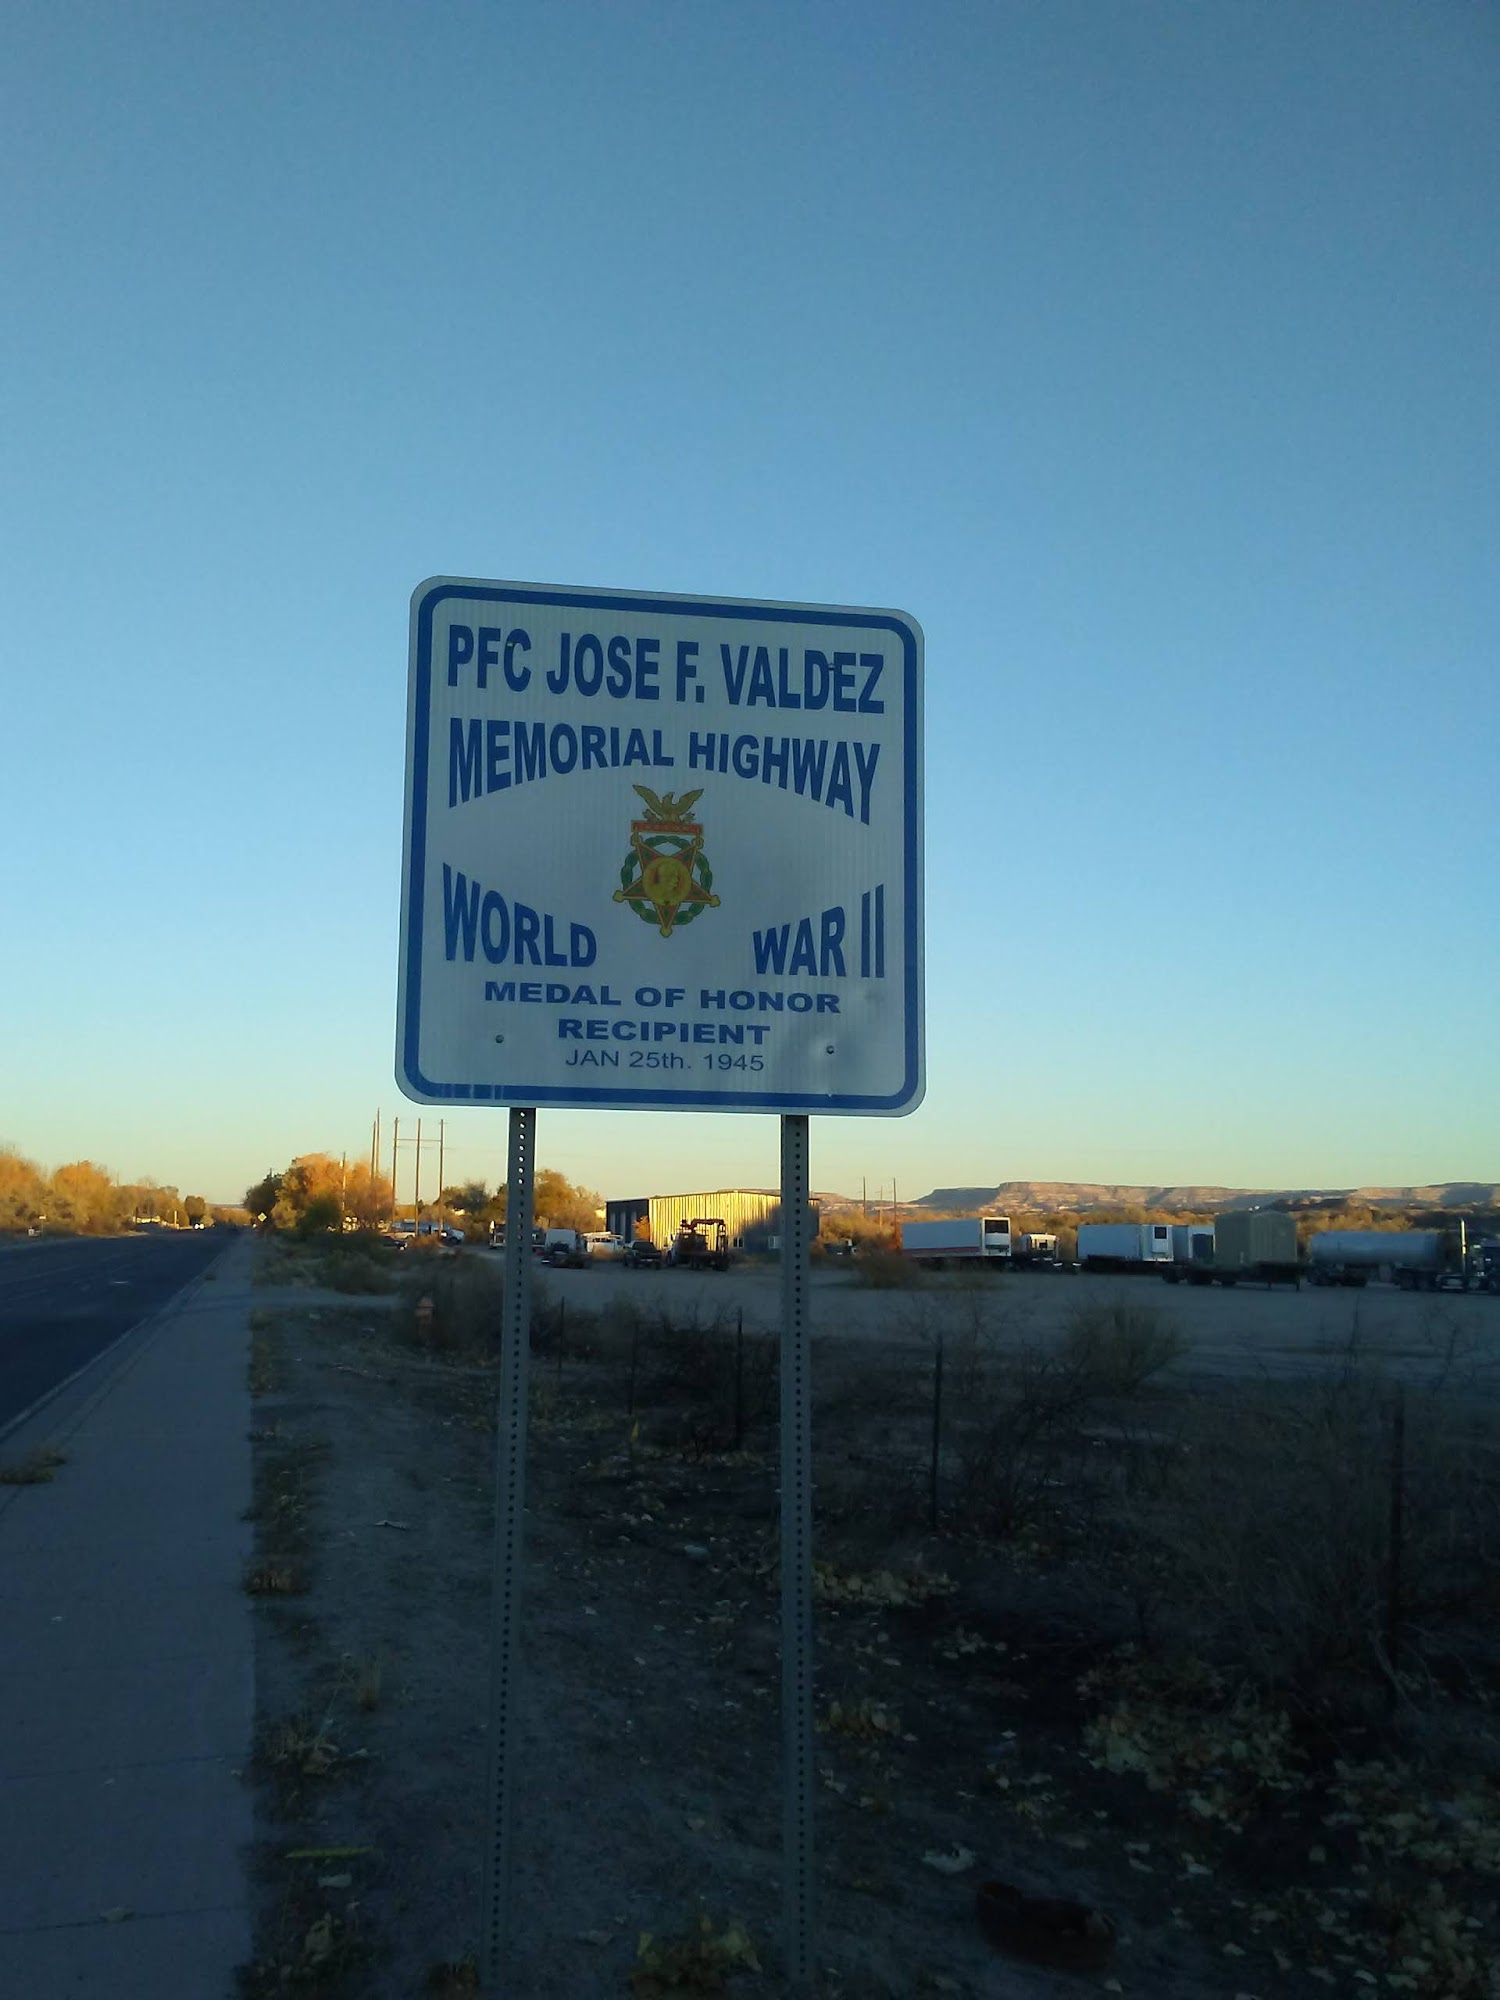 PFC JOSE F. VALDEZ
MEMORIAL HIGHWAY
WORLD WAR II
MEDAL OF HONOR
RECIPIENT
JAN 25th. 1945